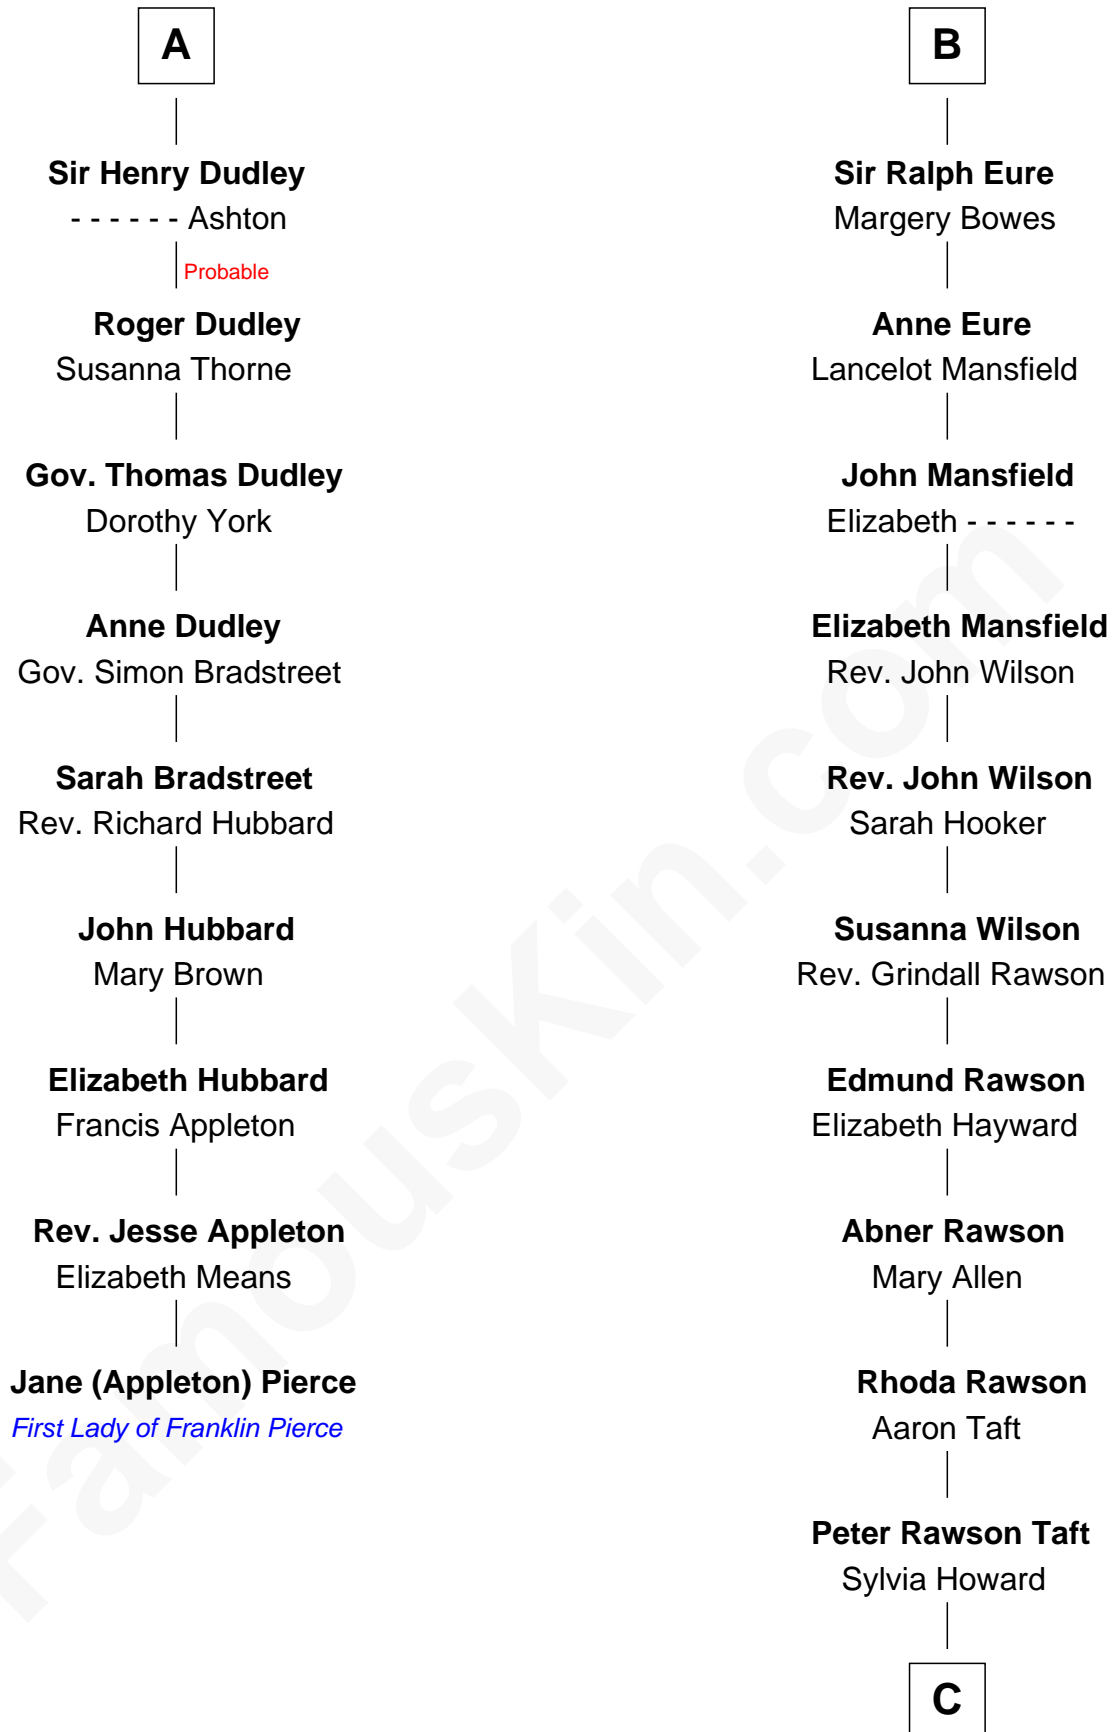 A
Sir Henry Dudley
- - - - - - Ashton
Probable
Roger Dudley
Susanna Thorne
Gov. Thomas Dudley
Dorothy York
Anne Dudley
Gov. Simon Bradstreet
Sarah Bradstreet
Rev. Richard Hubbard
John Hubbard
Mary Brown
Elizabeth Hubbard
Francis Appleton
Rev. Jesse Appleton
Elizabeth Means
Jane (Appleton) Pierce
First Lady of Franklin Pierce
B
Sir Ralph Eure
Margery Bowes
Anne Eure
Lancelot Mansfield
John Mansfield
Elizabeth - - - - - -
Elizabeth Mansfield
Rev. John Wilson
Rev. John Wilson
Sarah Hooker
Susanna Wilson
Rev. Grindall Rawson
Edmund Rawson
Elizabeth Hayward
Abner Rawson
Mary Allen
Rhoda Rawson
Aaron Taft
Peter Rawson Taft
Sylvia Howard
C
FamousKin.com